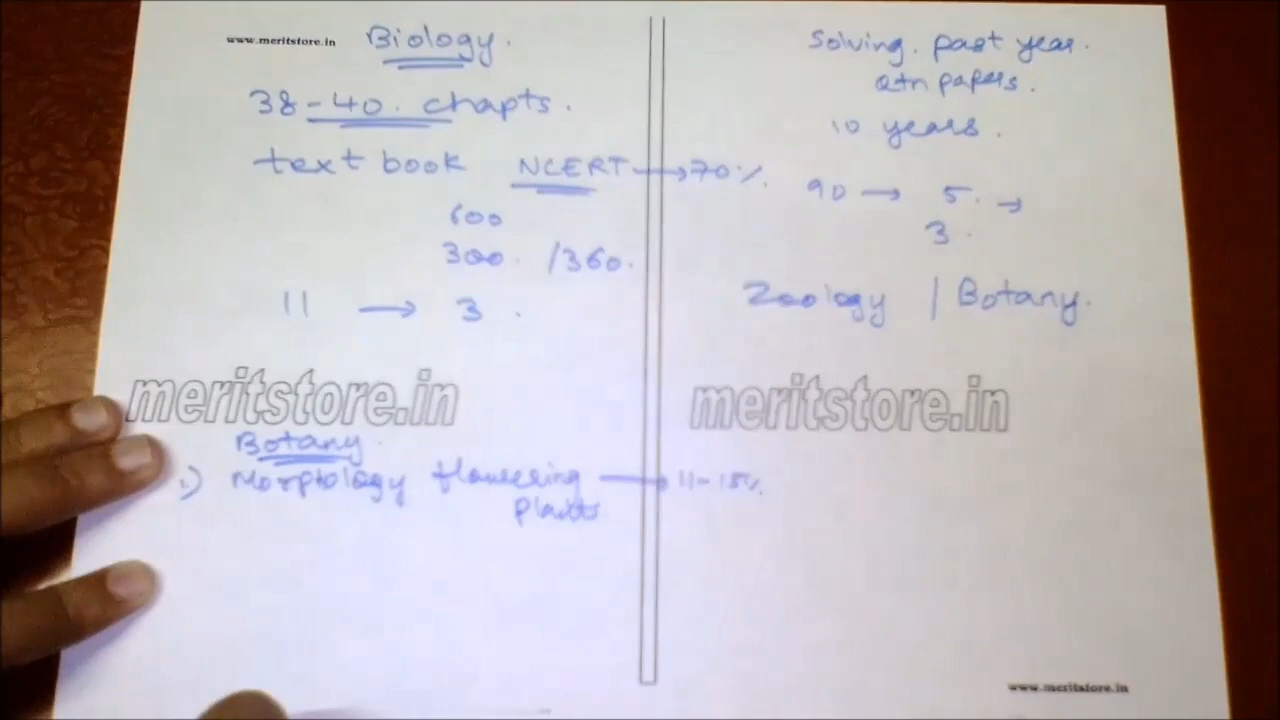 www.meritstore.in Biology.
38-40. chapts.
text book NCERT → 70%.
600
300. /360.
11 → 3.
meritstore.in
Botany.
1.) Morptology flowering → 11-15%.
plants
Solving. past year.
Qtn papers.
10 years.
90 → 5. →
3.
Zoology / Botany.
meritstore.in
www.meritstore.in